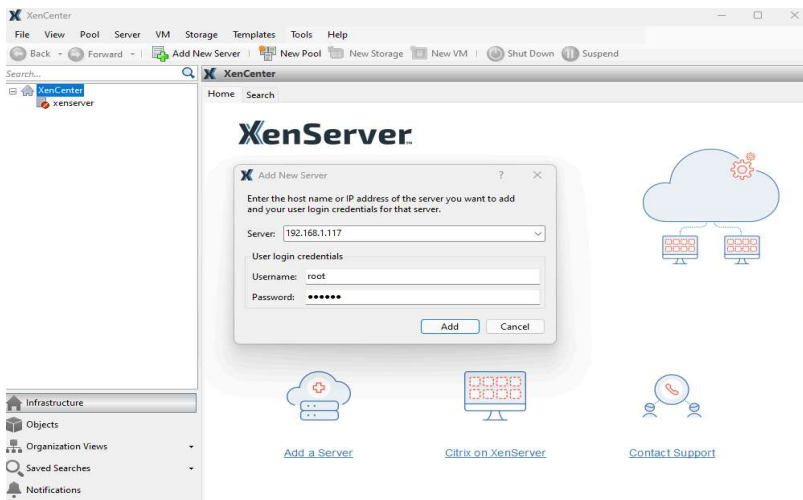 XenCenter
File View Pool Server VM Storage Templates Tools Help
Back Forward Add New Server New Pool New Storage New VM Shut Down Suspend
Search... XenCenter
XenCenter
xenserver
Home Search
XenServer
Add New Server ?
Enter the host name or IP address of the server you want to add
and your user login credentials for that server.
Server: 192.168.1.117
User login credentials
Username: root
Password: ●●●●●●
Add Cancel
Infrastructure
Objects
Organization Views
Saved Searches
Notifications
Add a Server Citrix on XenServer Contact Support